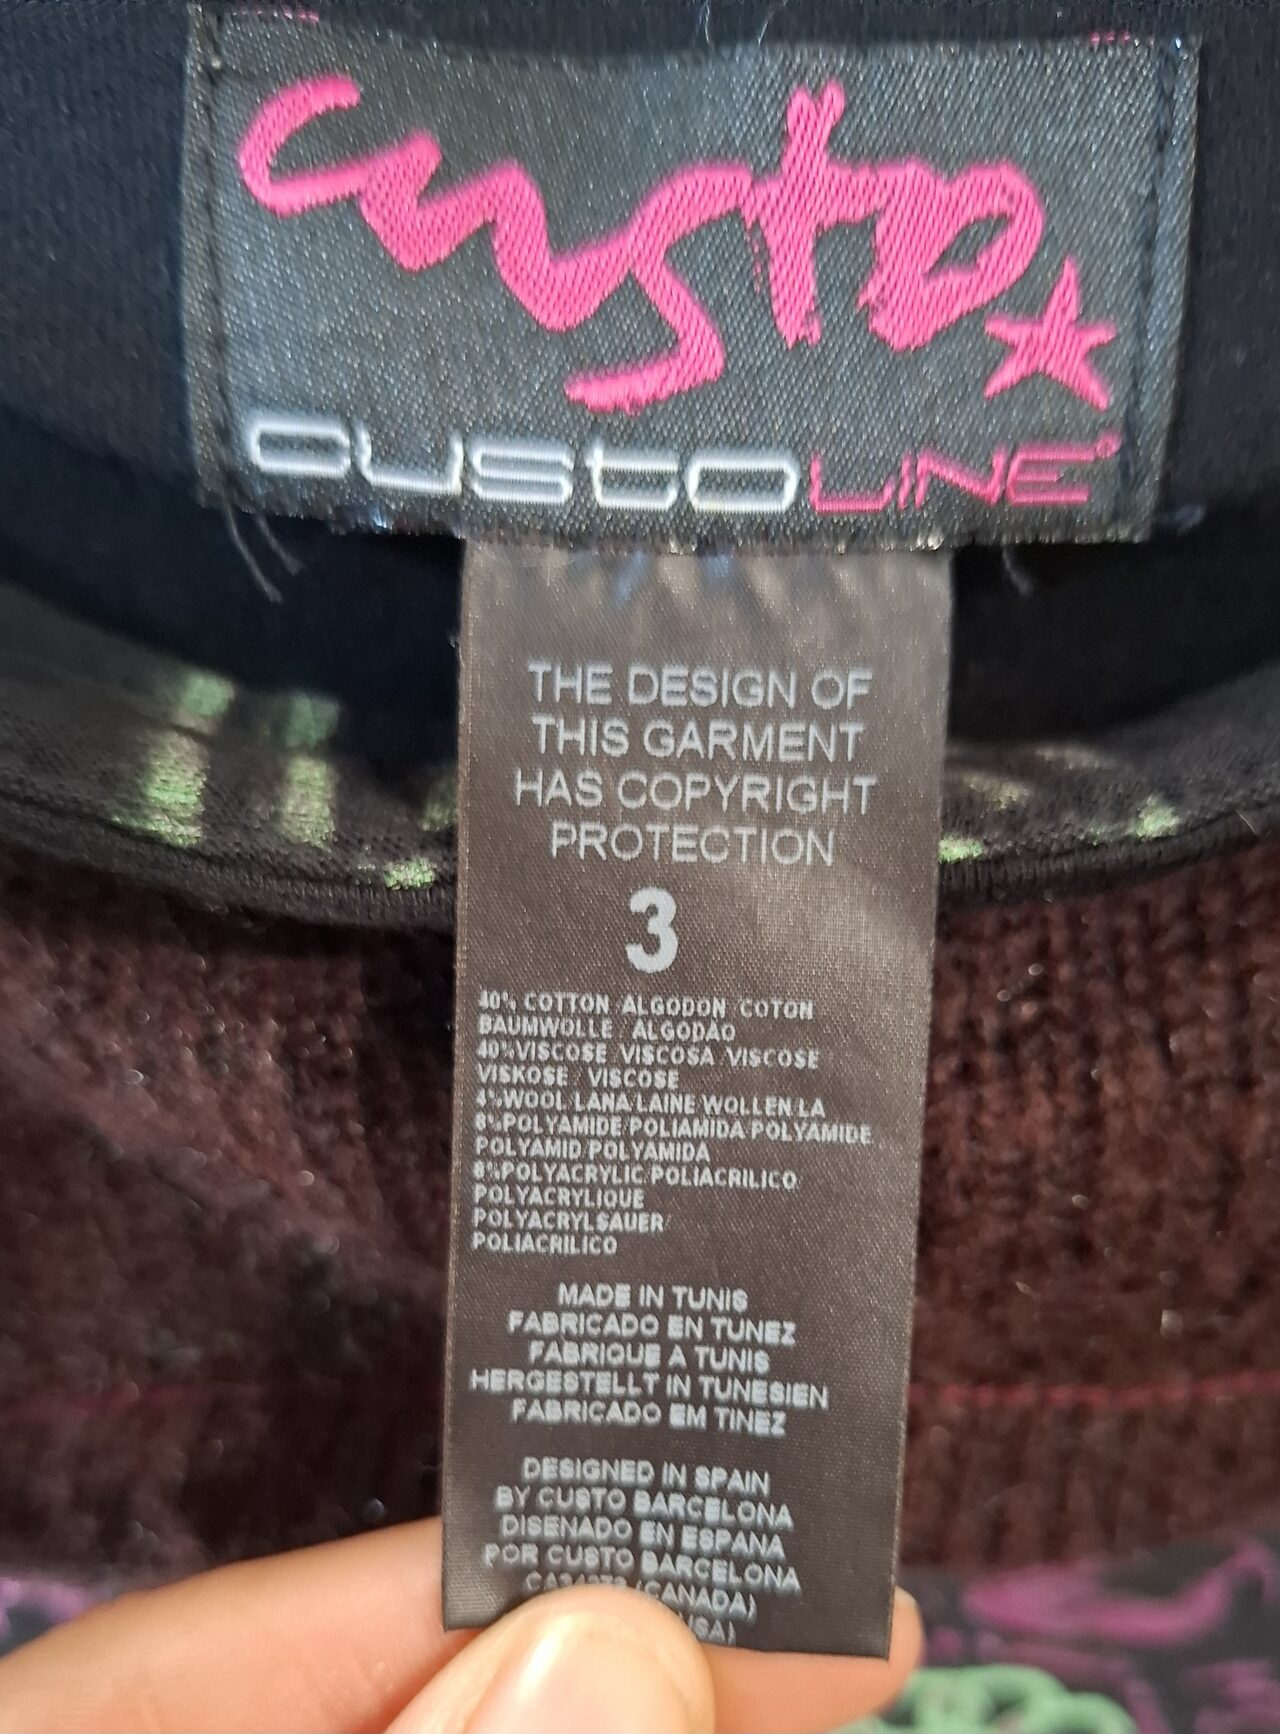 custo
custo LINE
THE DESIGN OF
THIS GARMENT
HAS COPYRIGHT
PROTECTION
3
40% COTTON ALGODON COTON
BAUMWOLLE / ALGODÃO
40%VISCOSE/VISCOSA/VISCOSE
VISKOSE / VISCOSE
4%WOOL/LANA/LAINE/WOLLEN/LA
8%POLYAMIDE/POLIAMIDA/POLYAMIDE
POLYAMID/POLYAMIDA
8%POLYACRYLIC/POLIACRILICO
POLYACRYLIQUE
POLYACRYLSAUER
POLIACRILICO
MADE IN TUNIS
FABRICADO EN TUNEZ
FABRIQUE A TUNIS
HERGESTELLT IN TUNESIEN
FABRICADO EM TINEZ
DESIGNED IN SPAIN
BY CUSTO BARCELONA
DISENADO EN ESPANA
POR CUSTO BARCELONA
(CANADA)